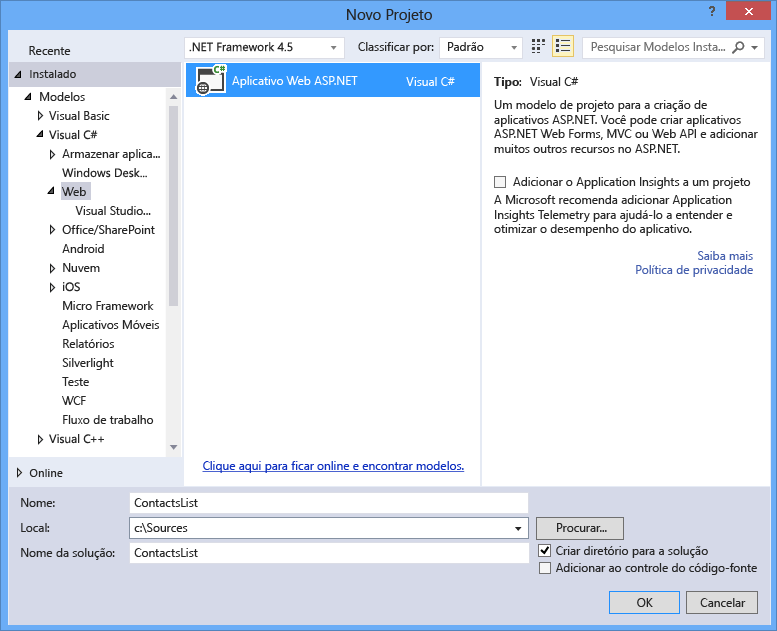 Novo Projeto
?
Recente
.NET Framework 4.5
Classificar por:
Padrão
Pesquisar Modelos Insta...
Instalado
Modelos
Visual Basic
Visual C#
Armazenar aplica...
Windows Desk...
Web
Visual Studio...
Office/SharePoint
Android
Nuvem
iOS
Micro Framework
Aplicativos Móveis
Relatórios
Silverlight
Teste
WCF
Fluxo de trabalho
Visual C++
Online
C#
Aplicativo Web ASP.NET
Visual C#
Clique aqui para ficar online e encontrar modelos.
Tipo: Visual C#
Um modelo de projeto para a criação de
aplicativos ASP.NET. Você pode criar aplicativos
ASP.NET Web Forms, MVC ou Web API e adicionar
muitos outros recursos no ASP.NET.
Adicionar o Application Insights a um projeto
A Microsoft recomenda adicionar Application
Insights Telemetry para ajudá-lo a entender e
otimizar o desempenho do aplicativo.
Saiba mais
Política de privacidade
Nome:
ContactsList
Local:
c:\Sources
Procurar...
Nome da solução:
ContactsList
Criar diretório para a solução
Adicionar ao controle do código-fonte
OK
Cancelar